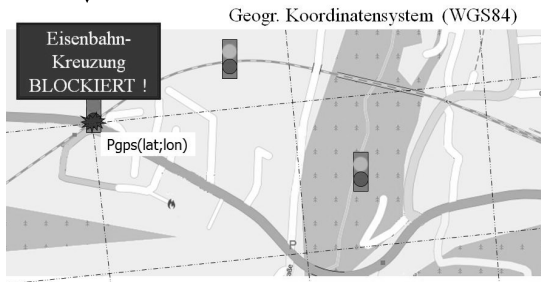 Geogr. Koordinatensystem (WGS84)
Eisenbahn-
Kreuzung
BLOCKIERT !
Pgps(lat;lon)
P